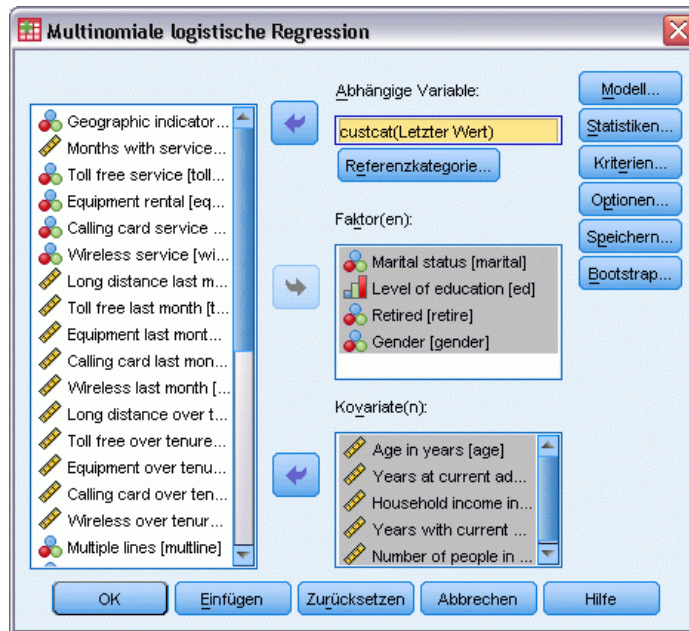 Multinomiale logistische Regression
Geographic indicator...
Months with service...
Toll free service [toll...
Equipment rental [eq...
Calling card service ...
Wireless service [wi...
Long distance last m...
Toll free last month [t...
Equipment last mont...
Calling card last mon...
Wireless last month [...
Long distance over t...
Toll free over tenure...
Equipment over tenu...
Calling card over ten...
Wireless over tenur...
Multiple lines [multline]
Abhängige Variable:
custcat(Letzter Wert)
Referenzkategorie...
Faktor(en):
Marital status [marital]
Level of education [ed]
Retired [retire]
Gender [gender]
Kovariate(n):
Age in years [age]
Years at current ad...
Household income in...
Years with current ...
Number of people in ...
Modell...
Statistiken...
Kriterien...
Optionen...
Speichern...
Bootstrap...
OK
Einfügen
Zurücksetzen
Abbrechen
Hilfe